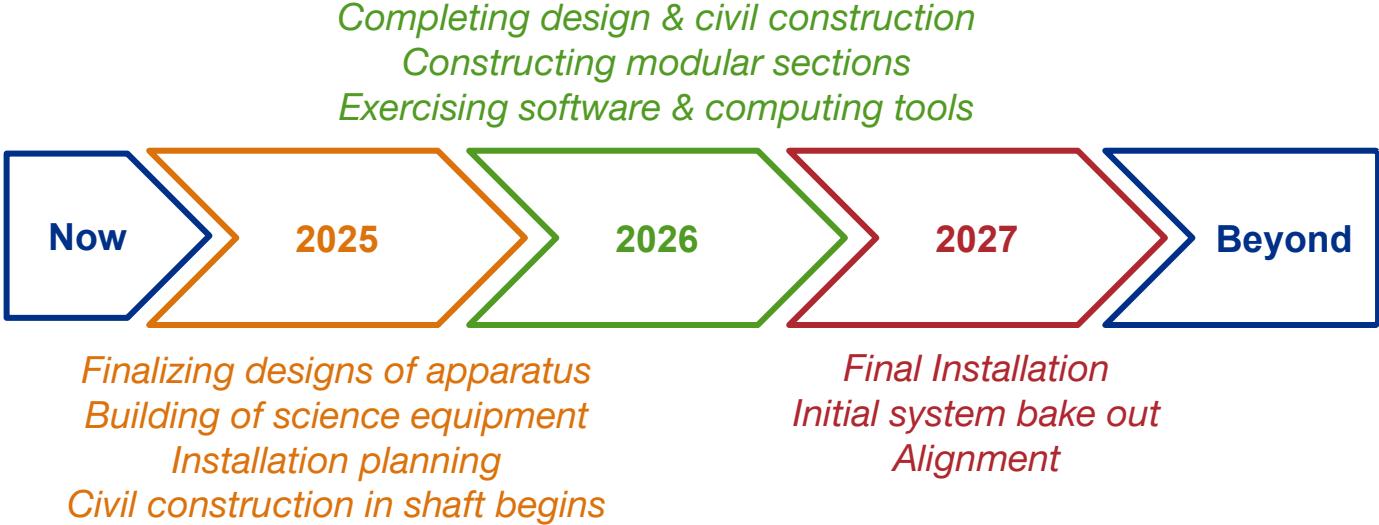 Completing design & civil construction
Constructing modular sections
Exercising software & computing tools
Now
2025
2026
2027
Beyond
Finalizing designs of apparatus
Building of science equipment
Installation planning
Civil construction in shaft begins
Final Installation
Initial system bake out
Alignment